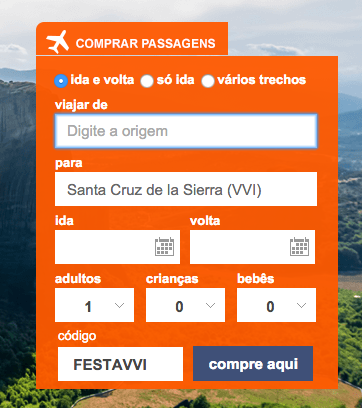 COMPRAR PASSAGENS
ida e volta só ida vários trechos
viajar de
Digite a origem
para
Santa Cruz de la Sierra (VVI)
ida volta
adultos crianças bebês
1 0 0
código
FESTAVVI compre aqui